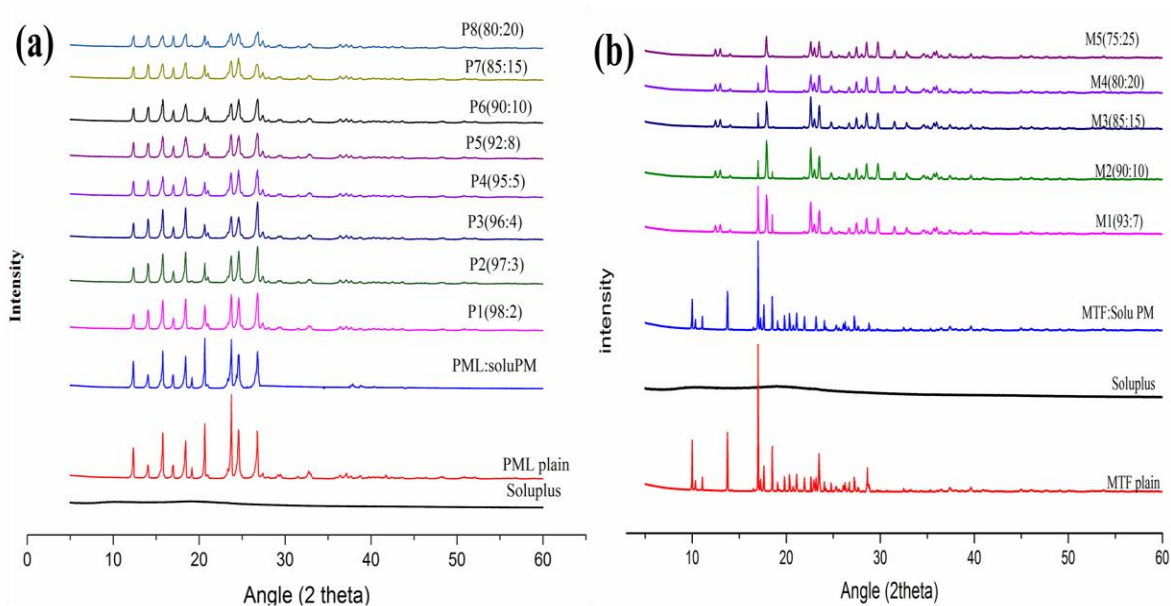 (a)
P8(80:20)
P7(85:15)
P6(90:10)
P5(92:8)
P4(95:5)
P3(96:4)
P2(97:3)
P1(98:2)
PML:soluPM
PML plain
Soluplus
Intensity
0 10 20 30 40 50 60
Angle (2 theta)
(b)
M5(75:25)
M4(80:20)
M3(85:15)
M2(90:10)
M1(93:7)
MTF:Solu PM
Soluplus
MTF plain
intensity
10 20 30 40 50 60
Angle (2theta)